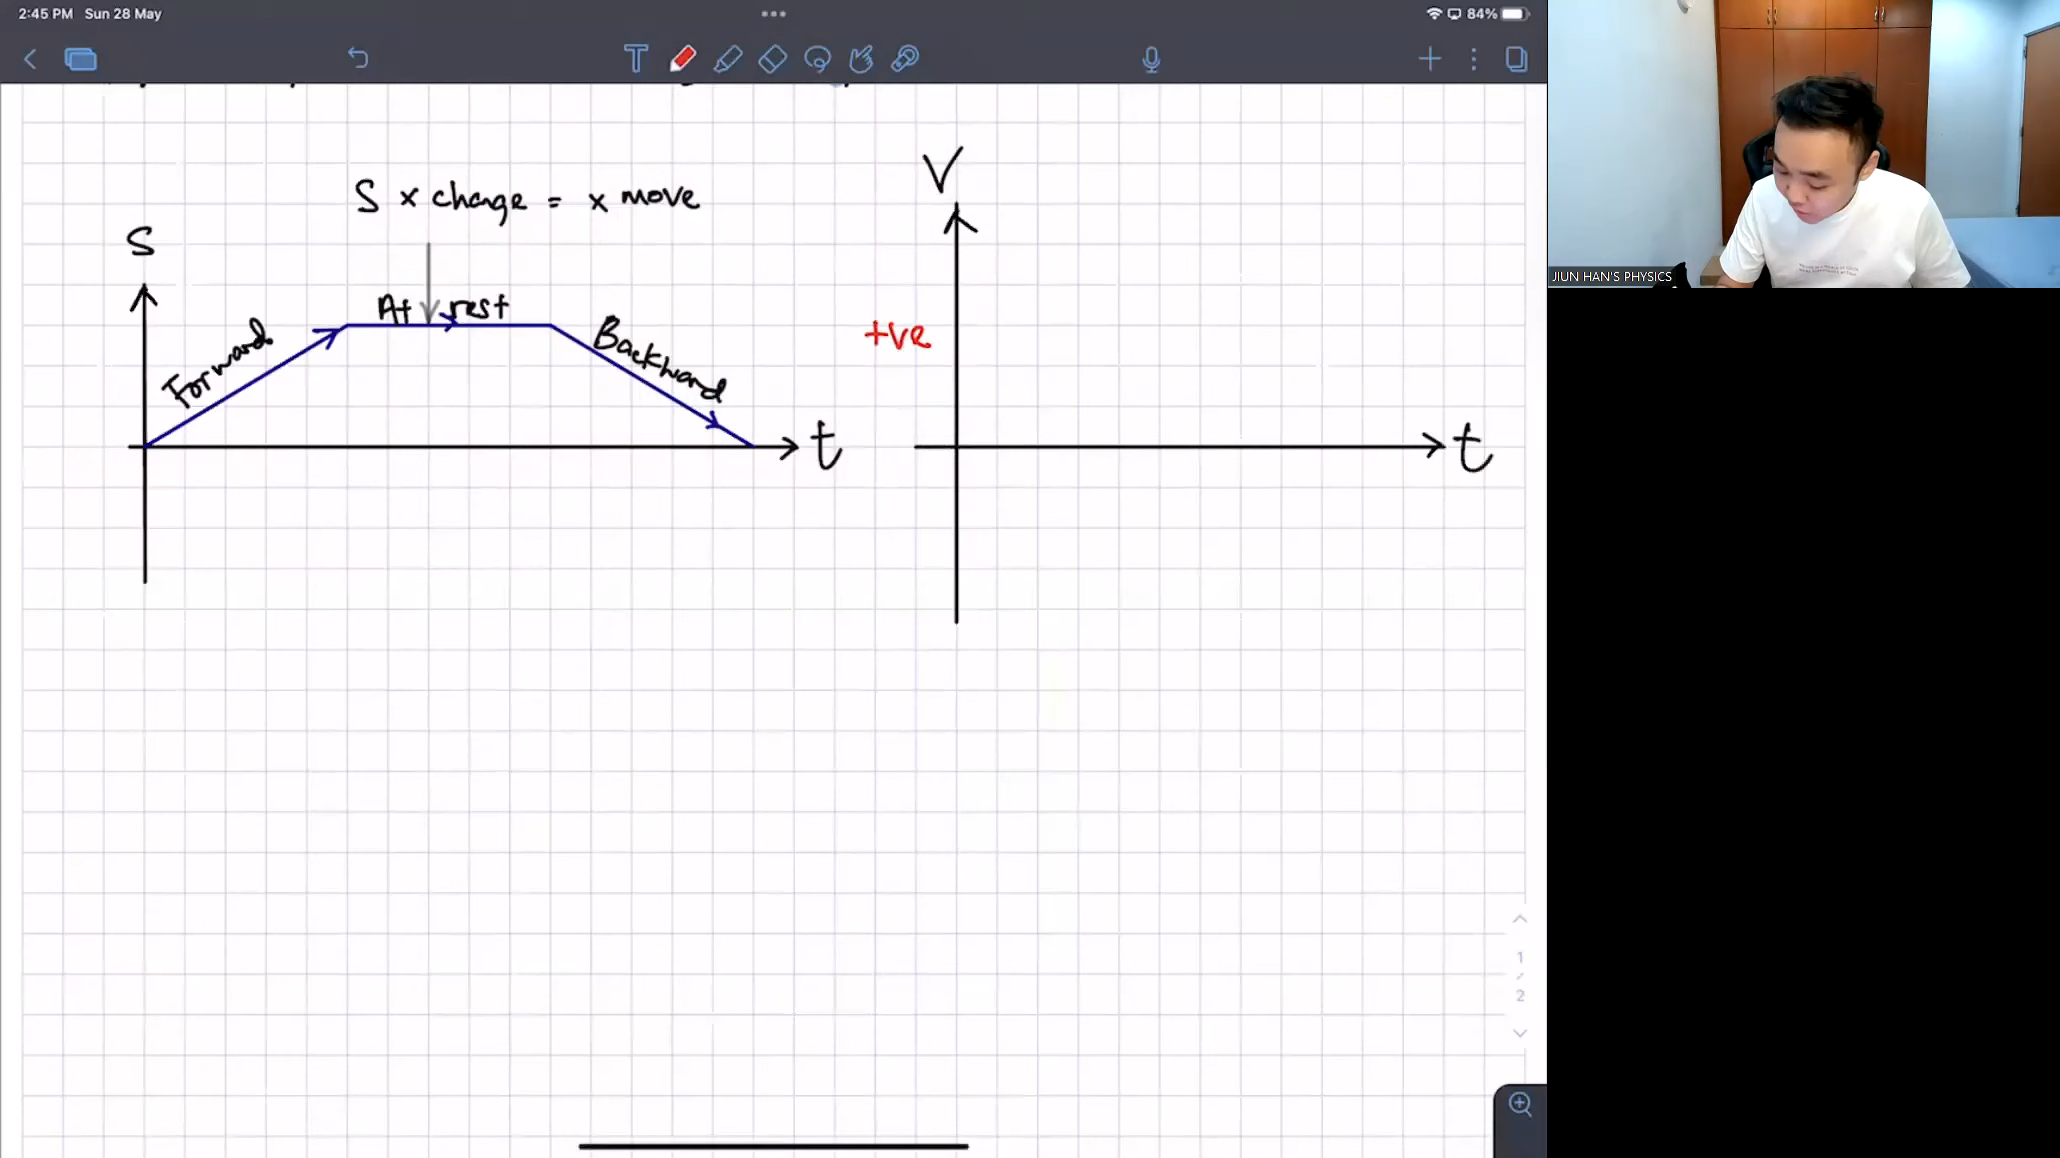 2:45 PM Sun 28 May
84%
S x change = x move
S
Forward
At rest
Backward
t
V
+ve
t
1
2
JIUN HAN'S PHYSICS